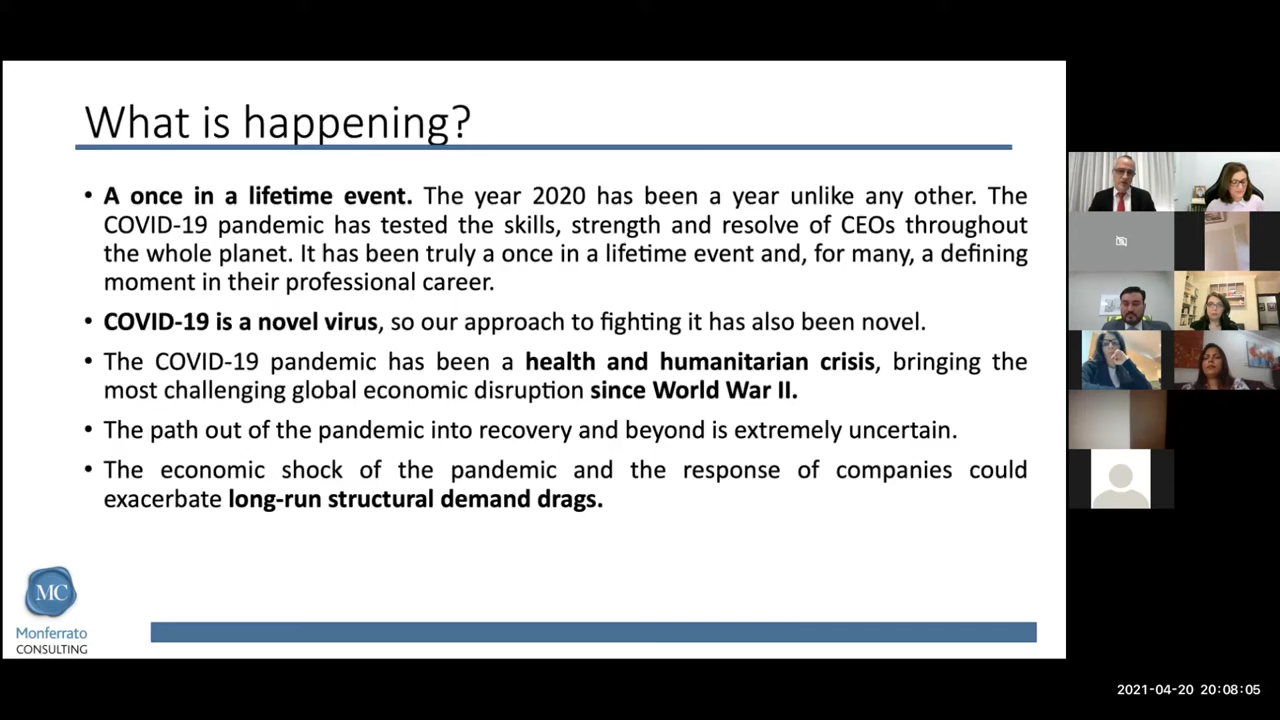 What is happening?
• A once in a lifetime event. The year 2020 has been a year unlike any other. The
COVID-19 pandemic has tested the skills, strength and resolve of CEOs throughout
the whole planet. It has been truly a once in a lifetime event and, for many, a defining
moment in their professional career.
• COVID-19 is a novel virus, so our approach to fighting it has also been novel.
• The COVID-19 pandemic has been a health and humanitarian crisis, bringing the
most challenging global economic disruption since World War II.
• The path out of the pandemic into recovery and beyond is extremely uncertain.
• The economic shock of the pandemic and the response of companies could
exacerbate long-run structural demand drags.
MC
Monferrato
CONSULTING
2021-04-20 20:08:05